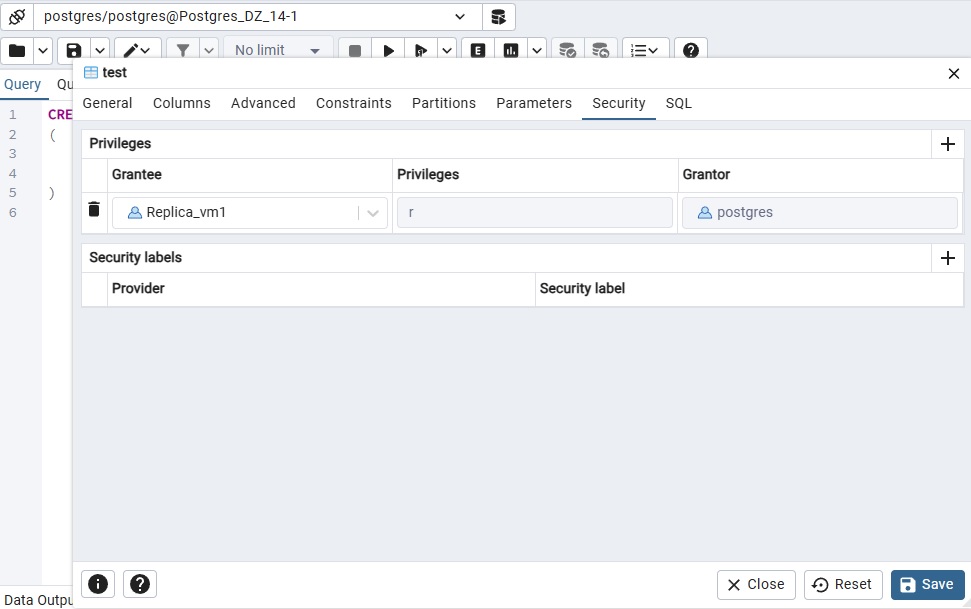 postgres/postgres@Postgres_DZ_14-1
No limit
test
Query Qu
General Columns Advanced Constraints Partitions Parameters Security SQL
1 CRE
2 (
3
4
5 )
6
Privileges
Grantee Privileges Grantor
Replica_vm1 r postgres
Security labels
Provider Security label
Close Reset Save
Data Outpu